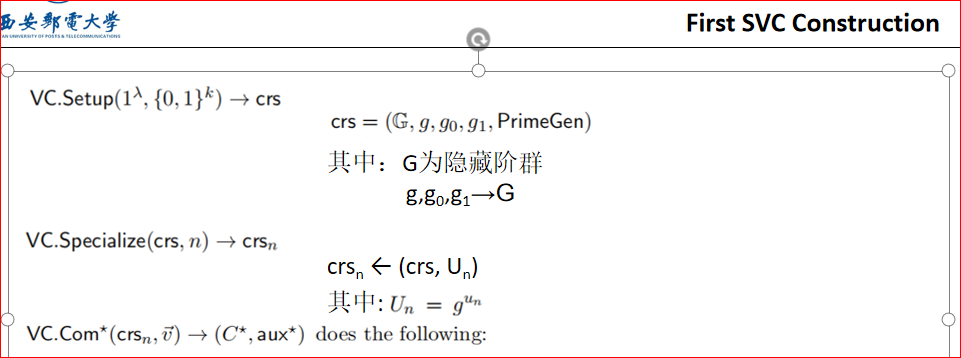 西安郵電大學
AN UNIVERSITY OF POSTS & TELECOMMUNICATIONS
First SVC Construction
VC.Setup(1^λ, {0,1}^k) → crs
crs = (𝔾, g, g₀, g₁, PrimeGen)
其中：G为隐藏阶群
g,g₀,g₁→G
VC.Specialize(crs, n) → crsₙ
crsₙ ← (crs, Uₙ)
其中: Uₙ = g^{uₙ}
VC.Com*(crsₙ, v⃗) → (C*, aux*) does the following: